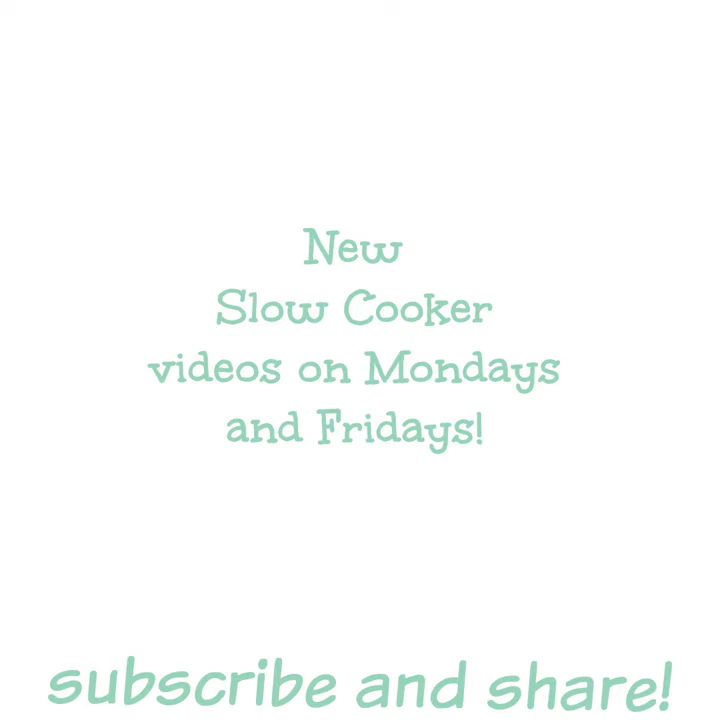 New
Slow Cooker
videos on Mondays
and Fridays!
subscribe and share!